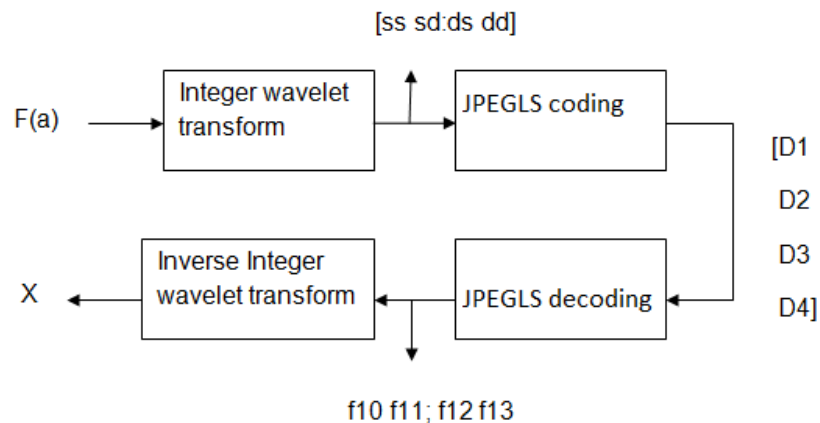 [ss sd:ds dd]
F(a)
Integer wavelet
transform
JPEGLS coding
[D1
D2
D3
D4]
X
Inverse Integer
wavelet transform
JPEGLS decoding
f10 f11; f12 f13